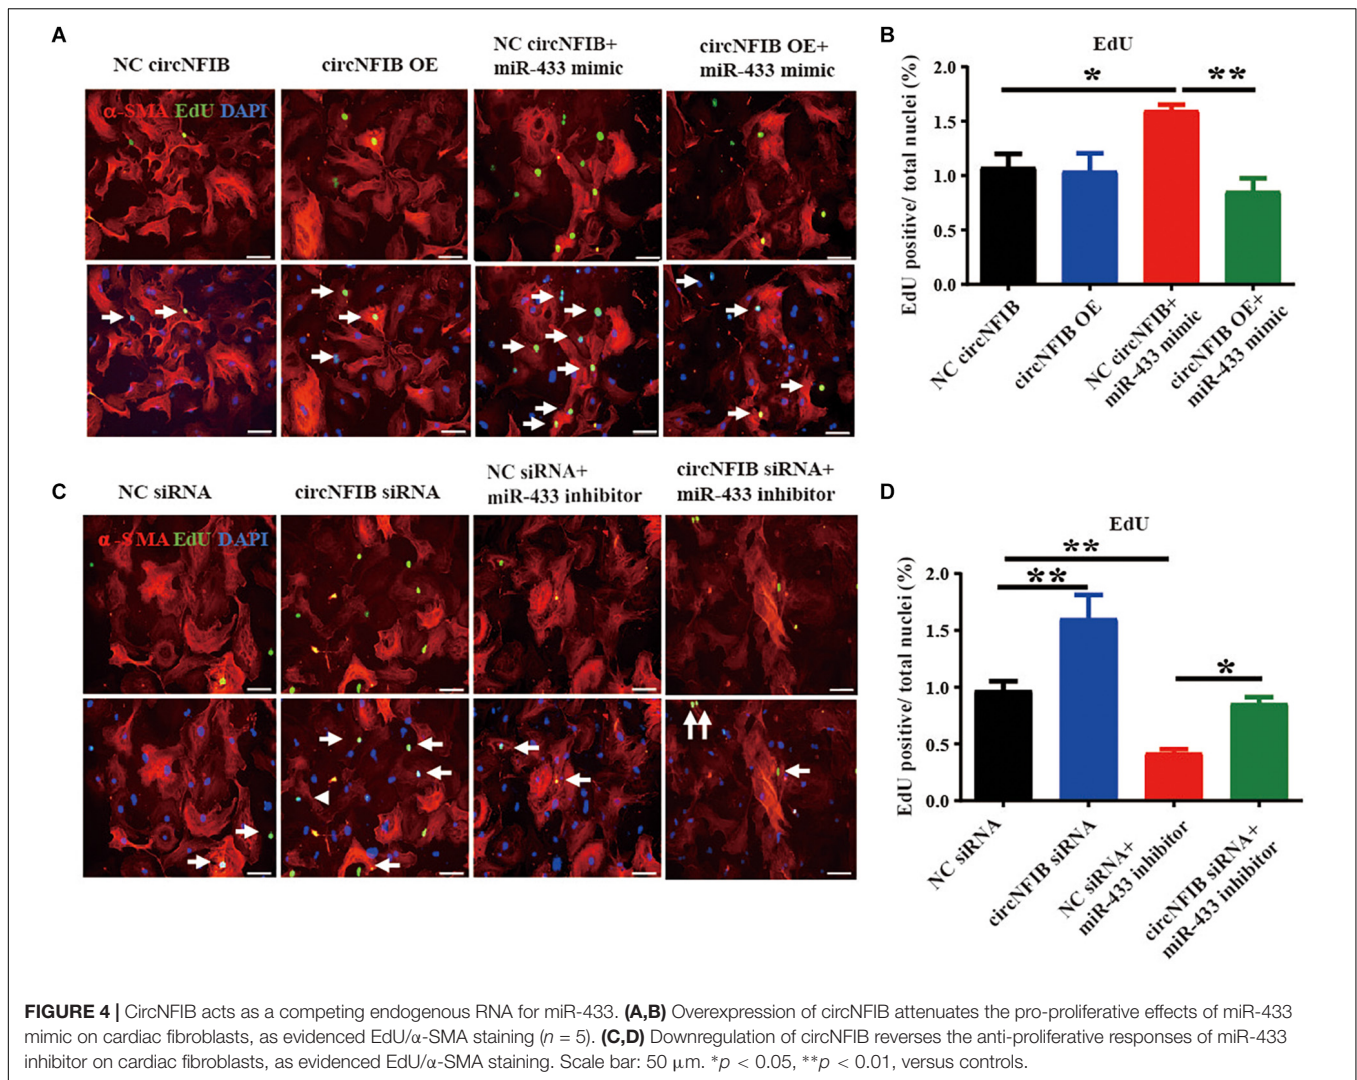 A
NC circNFIB
circNFIB OE
NC circNFIB+
miR-433 mimic
circNFIB OE+
miR-433 mimic
α-SMA EdU DAPI
B
EdU
EdU positive/ total nuclei (%)
2.0
1.5
1.0
0.5
0.0
*
**
NC circNFIB
circNFIB OE
NC circNFIB+
miR-433 mimic
circNFIB OE+
miR-433 mimic
C
NC siRNA
circNFIB siRNA
NC siRNA+
miR-433 inhibitor
circNFIB siRNA+
miR-433 inhibitor
α-SMA EdU DAPI
D
EdU
EdU positive/ total nuclei (%)
2.0
1.5
1.0
0.5
0.0
**
**
*
NC siRNA
circNFIB siRNA
NC siRNA+
miR-433 inhibitor
circNFIB siRNA+
miR-433 inhibitor
FIGURE 4 | CircNFIB acts as a competing endogenous RNA for miR-433. (A,B) Overexpression of circNFIB attenuates the pro-proliferative effects of miR-433
mimic on cardiac fibroblasts, as evidenced EdU/α-SMA staining (n = 5). (C,D) Downregulation of circNFIB reverses the anti-proliferative responses of miR-433
inhibitor on cardiac fibroblasts, as evidenced EdU/α-SMA staining. Scale bar: 50 μm. *p < 0.05, **p < 0.01, versus controls.